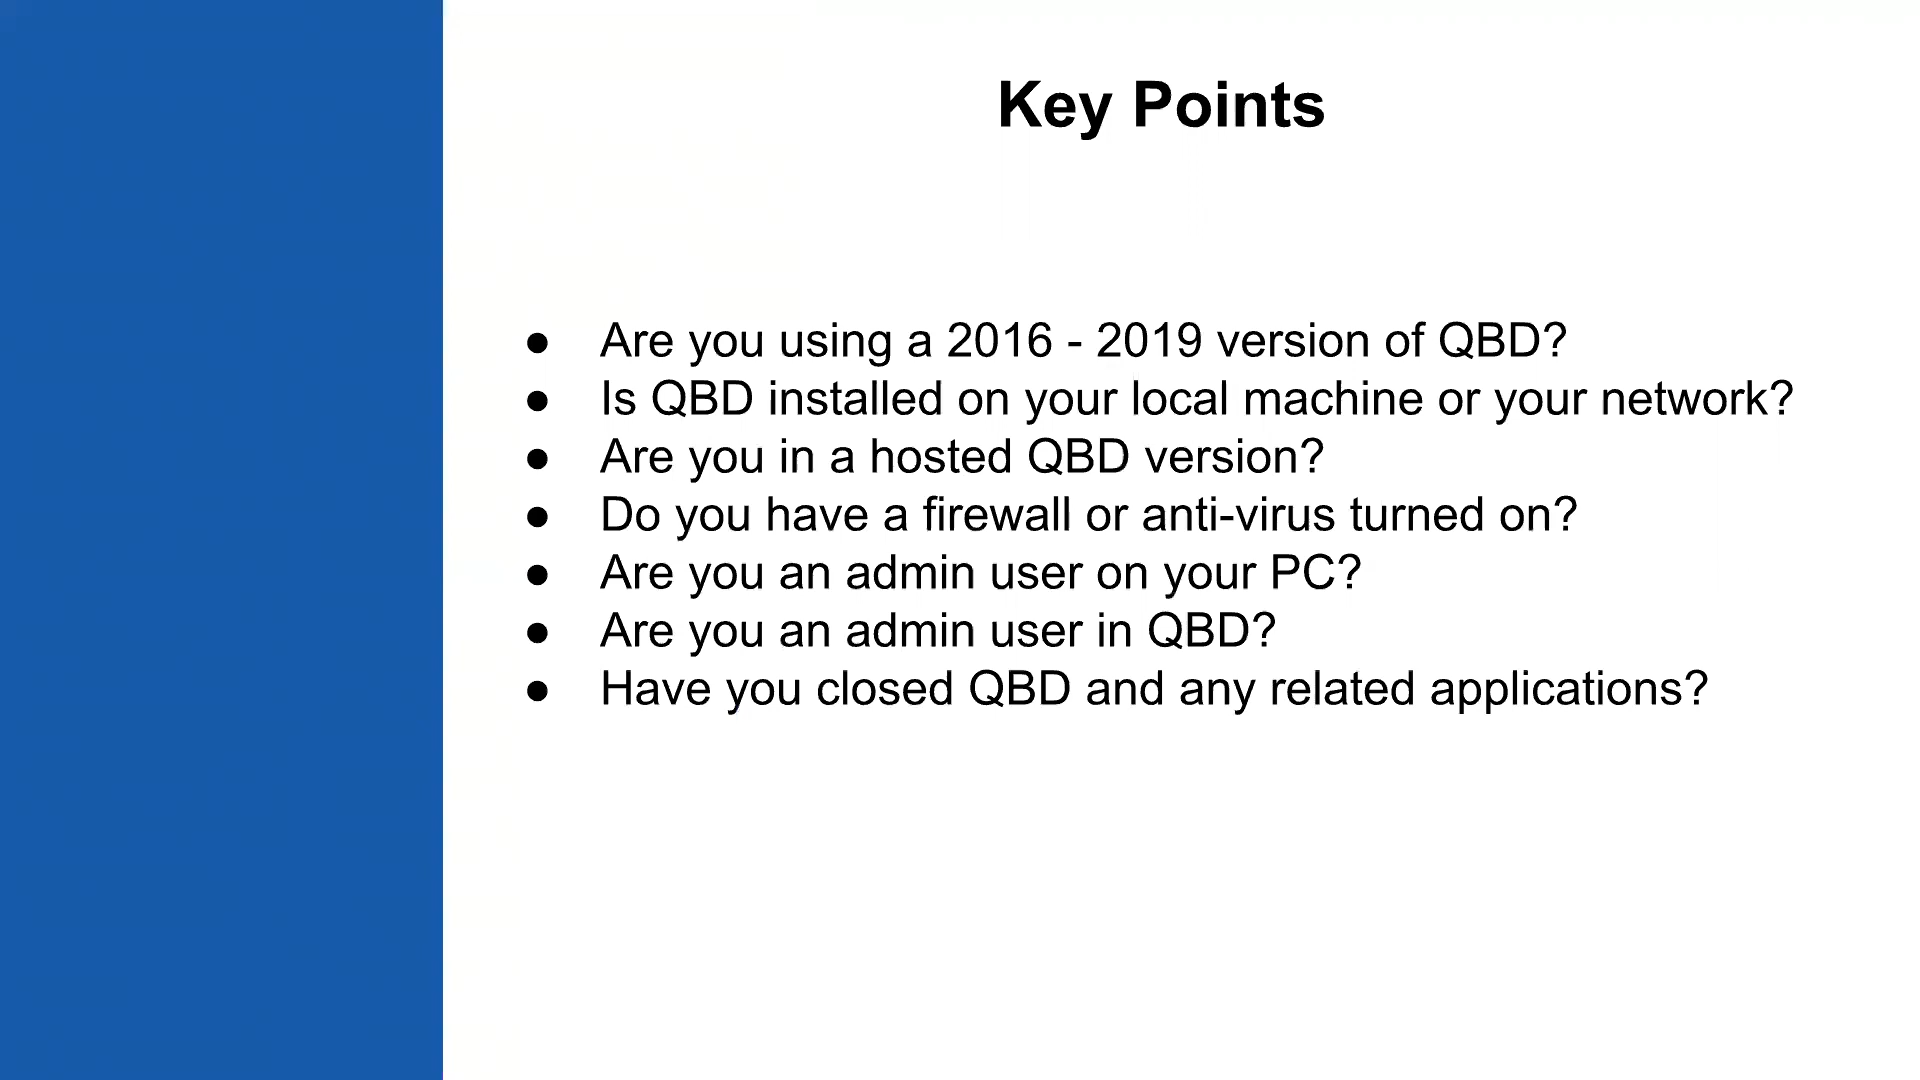 Key Points
● Are you using a 2016 - 2019 version of QBD?
● Is QBD installed on your local machine or your network?
● Are you in a hosted QBD version?
● Do you have a firewall or anti-virus turned on?
● Are you an admin user on your PC?
● Are you an admin user in QBD?
● Have you closed QBD and any related applications?